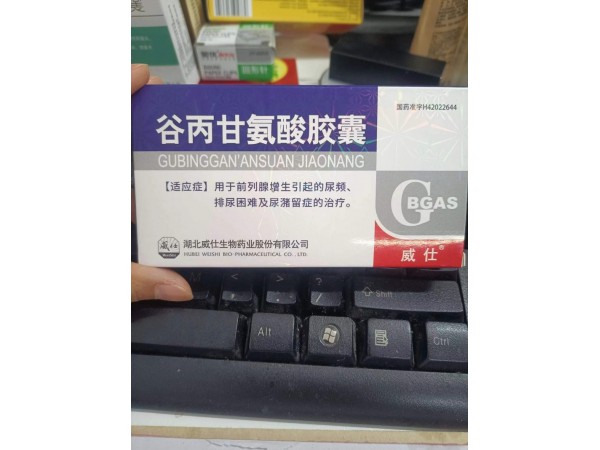 国药准字H42022644
谷丙甘氨酸胶囊
GUBINGGAN'ANSUAN JIAONANG
【适应症】用于前列腺增生引起的尿频、
排尿困难及尿潴留症的治疗。
GBGAS
威仕®
威仕
湖北威仕生物药业股份有限公司
HUBEI WEISHI BIO-PHARMACEUTICAL CO., LTD
<
>
?
/
Shift
Alt
Ctrl